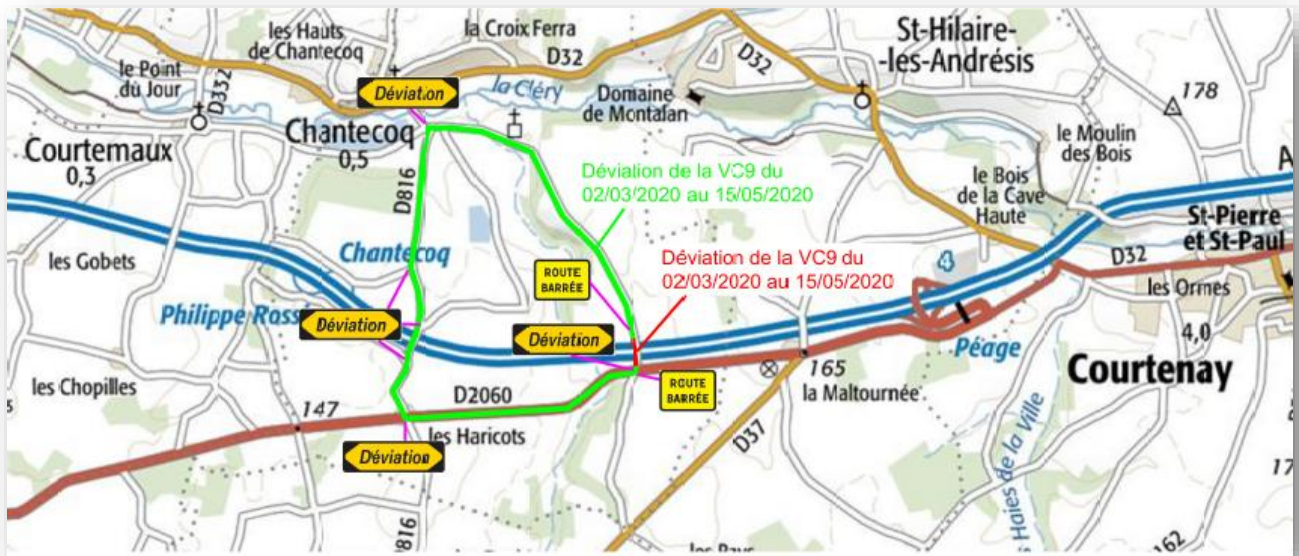 les Hauts
de Chantecoq
la Croix Ferra
D32
D32
St-Hilaire-
-les-Andrésis
178
le Point
du Jour
D332
Déviation
la Cléry
Domaine
de Montalan
Chantecoq
0,5
Courtemaux
0,3
le Moulin
des Bois
le Bois
de la Cave
Haute
Déviation de la VC9 du
02/03/2020 au 15/05/2020
D816
St-Pierre
et St-Paul
D32
les Gobets
Chantecoq
ROUTE
BARRÉE
Déviation de la VC9 du
02/03/2020 au 15/05/2020
4
les Ormes
4,0
Philippe
Déviation
Déviation
Péage
Courtenay
165
la Maltournée
ROUTE
BARRÉE
les Chopilles
147
D2060
les Haricots
D37
Déviation
Haies de la Ville
D816
162